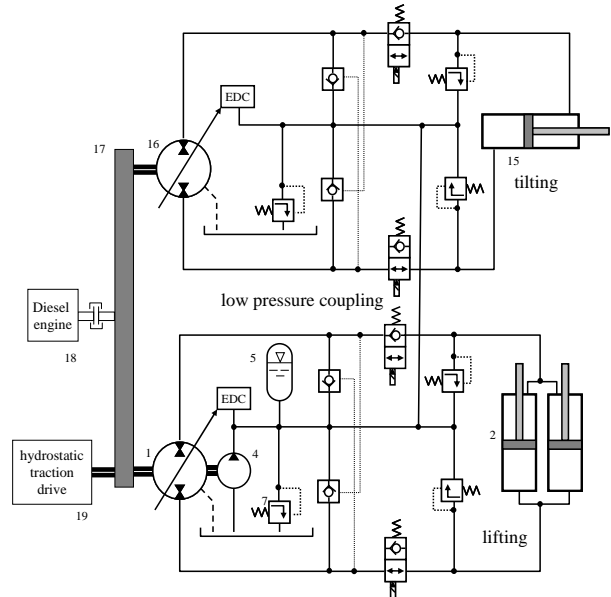 EDC
16
17
15
tilting
low pressure coupling
Diesel
engine
18
5
EDC
2
hydrostatic
traction
drive
1
4
7
19
lifting